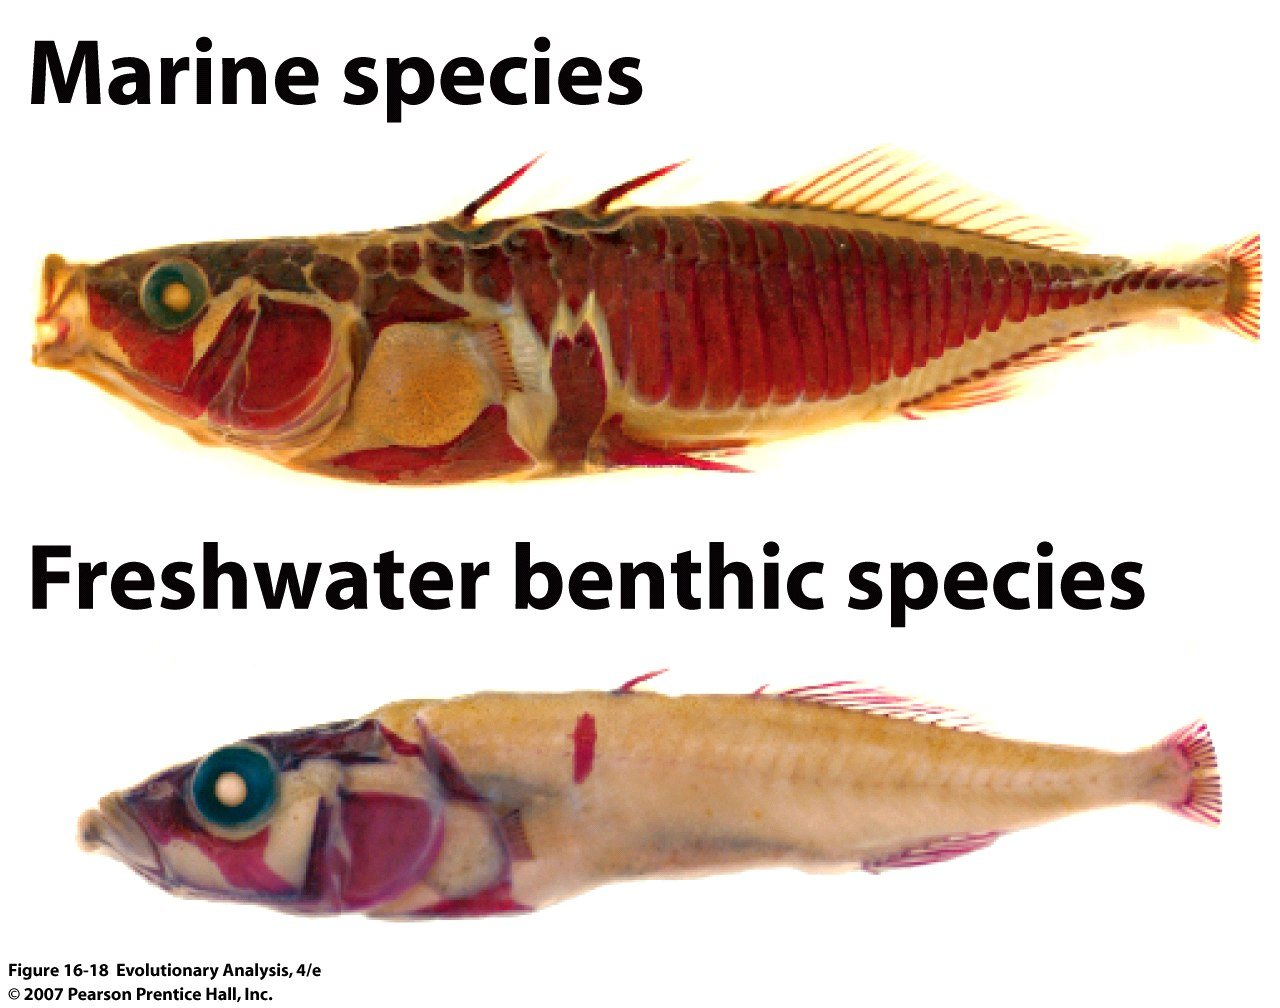 Marine species
Freshwater benthic species
Figure 16-18 Evolutionary Analysis, 4/e
© 2007 Pearson Prentice Hall, Inc.